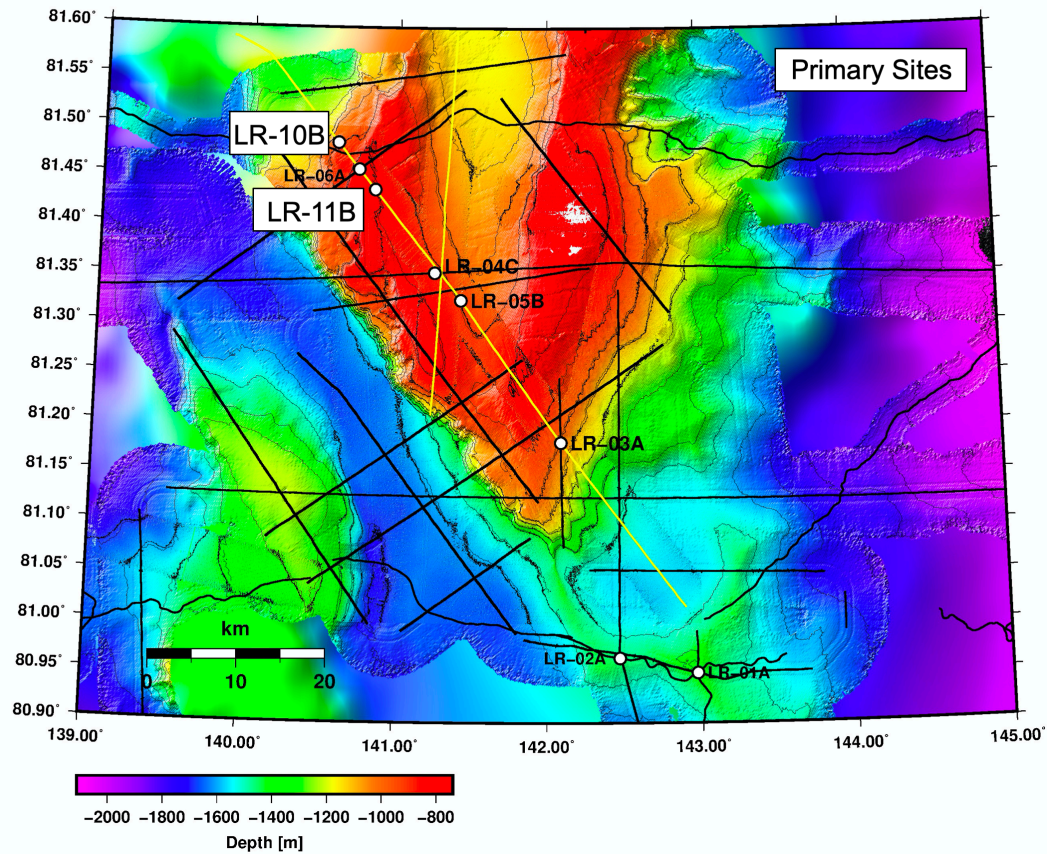 81.60°
81.55°
81.50°
81.45°
81.40°
81.35°
81.30°
81.25°
81.20°
81.15°
81.10°
81.05°
81.00°
80.95°
80.90°
Primary Sites
LR-10B
LR-06A
LR-11B
LR-04C
LR-05B
LR-03A
LR-02A
LR-01A
km
0 10 20
139.00° 140.00° 141.00° 142.00° 143.00° 144.00° 145.00°
−2000 −1800 −1600 −1400 −1200 −1000 −800
Depth [m]